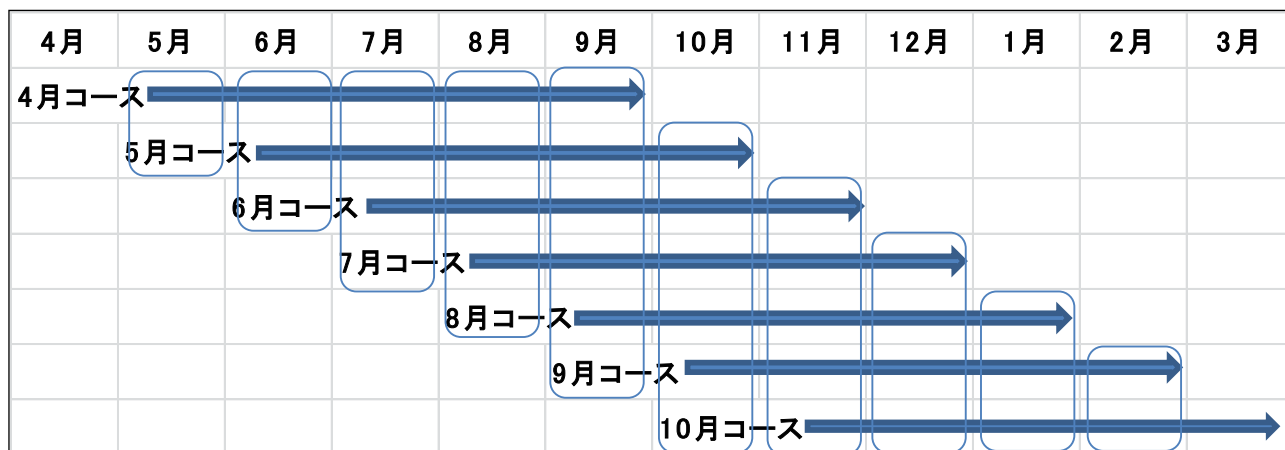 4月 5月 6月 7月 8月 9月 10月 11月 12月 1月 2月 3月
4月コース
5月コース
6月コース
7月コース
8月コース
9月コース
10月コース